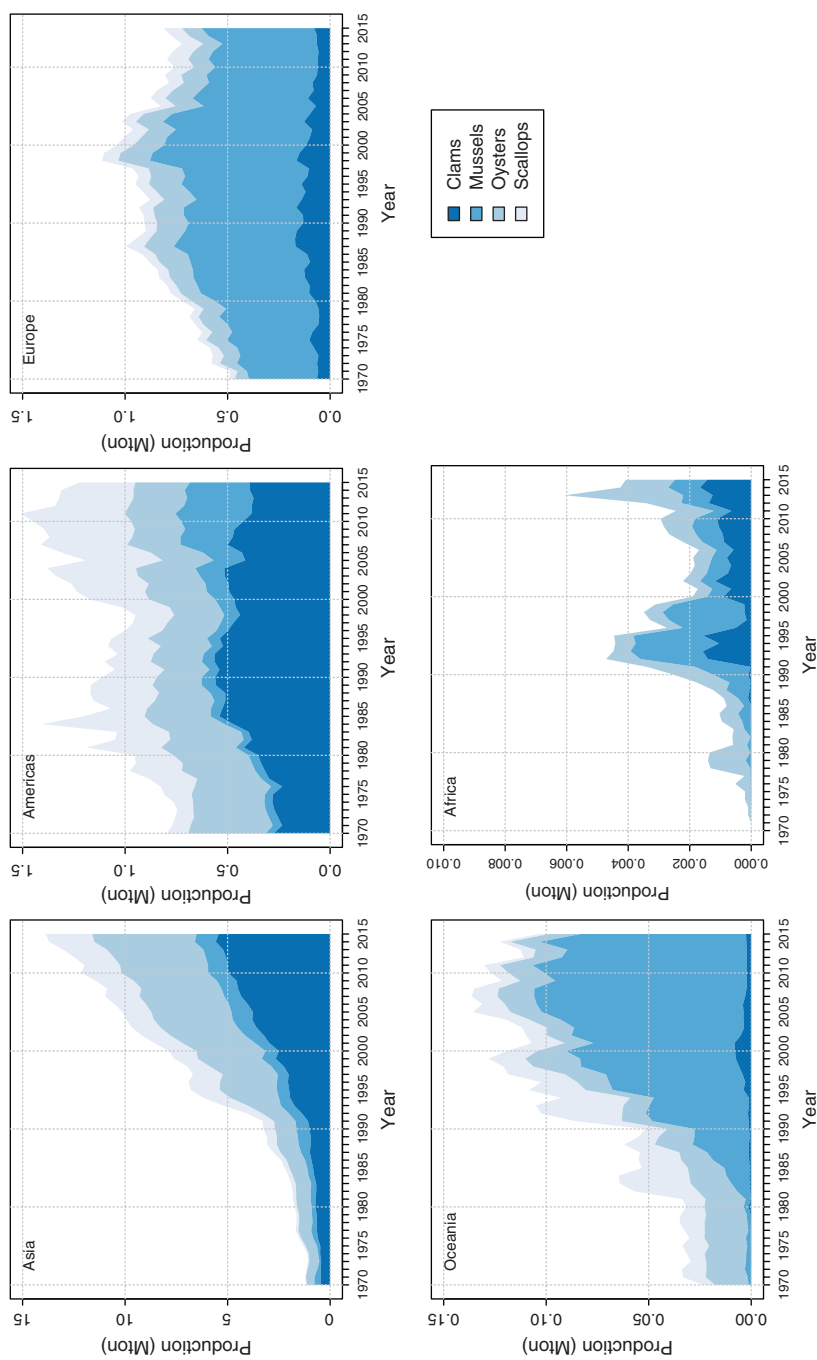 Asia
Production (Mton)
15
10
5
0
1970 1975 1980 1985 1990 1995 2000 2005 2010 2015
Year
Americas
Production (Mton)
1.5
1.0
0.5
0.0
1970 1975 1980 1985 1990 1995 2000 2005 2010 2015
Year
Europe
Production (Mton)
1.5
1.0
0.5
0.0
1970 1975 1980 1985 1990 1995 2000 2005 2010 2015
Year
Oceania
Production (Mton)
0.15
0.10
0.05
0.00
1970 1975 1980 1985 1990 1995 2000 2005 2010 2015
Year
Africa
Production (Mton)
0.010
0.008
0.006
0.004
0.002
0.000
1970 1975 1980 1985 1990 1995 2000 2005 2010 2015
Year
Clams
Mussels
Oysters
Scallops